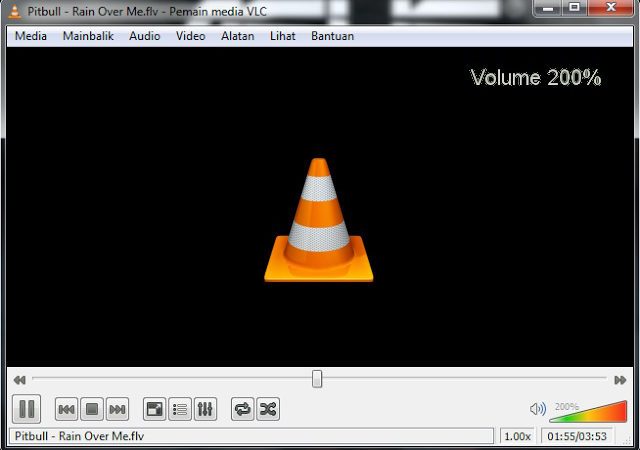 Pitbull - Rain Over Me.flv - Pemain media VLC
Media Mainbalik Audio Video Alatan Lihat Bantuan
Volume 200%
200%
Pitbull - Rain Over Me.flv 1.00x 01:55/03:53